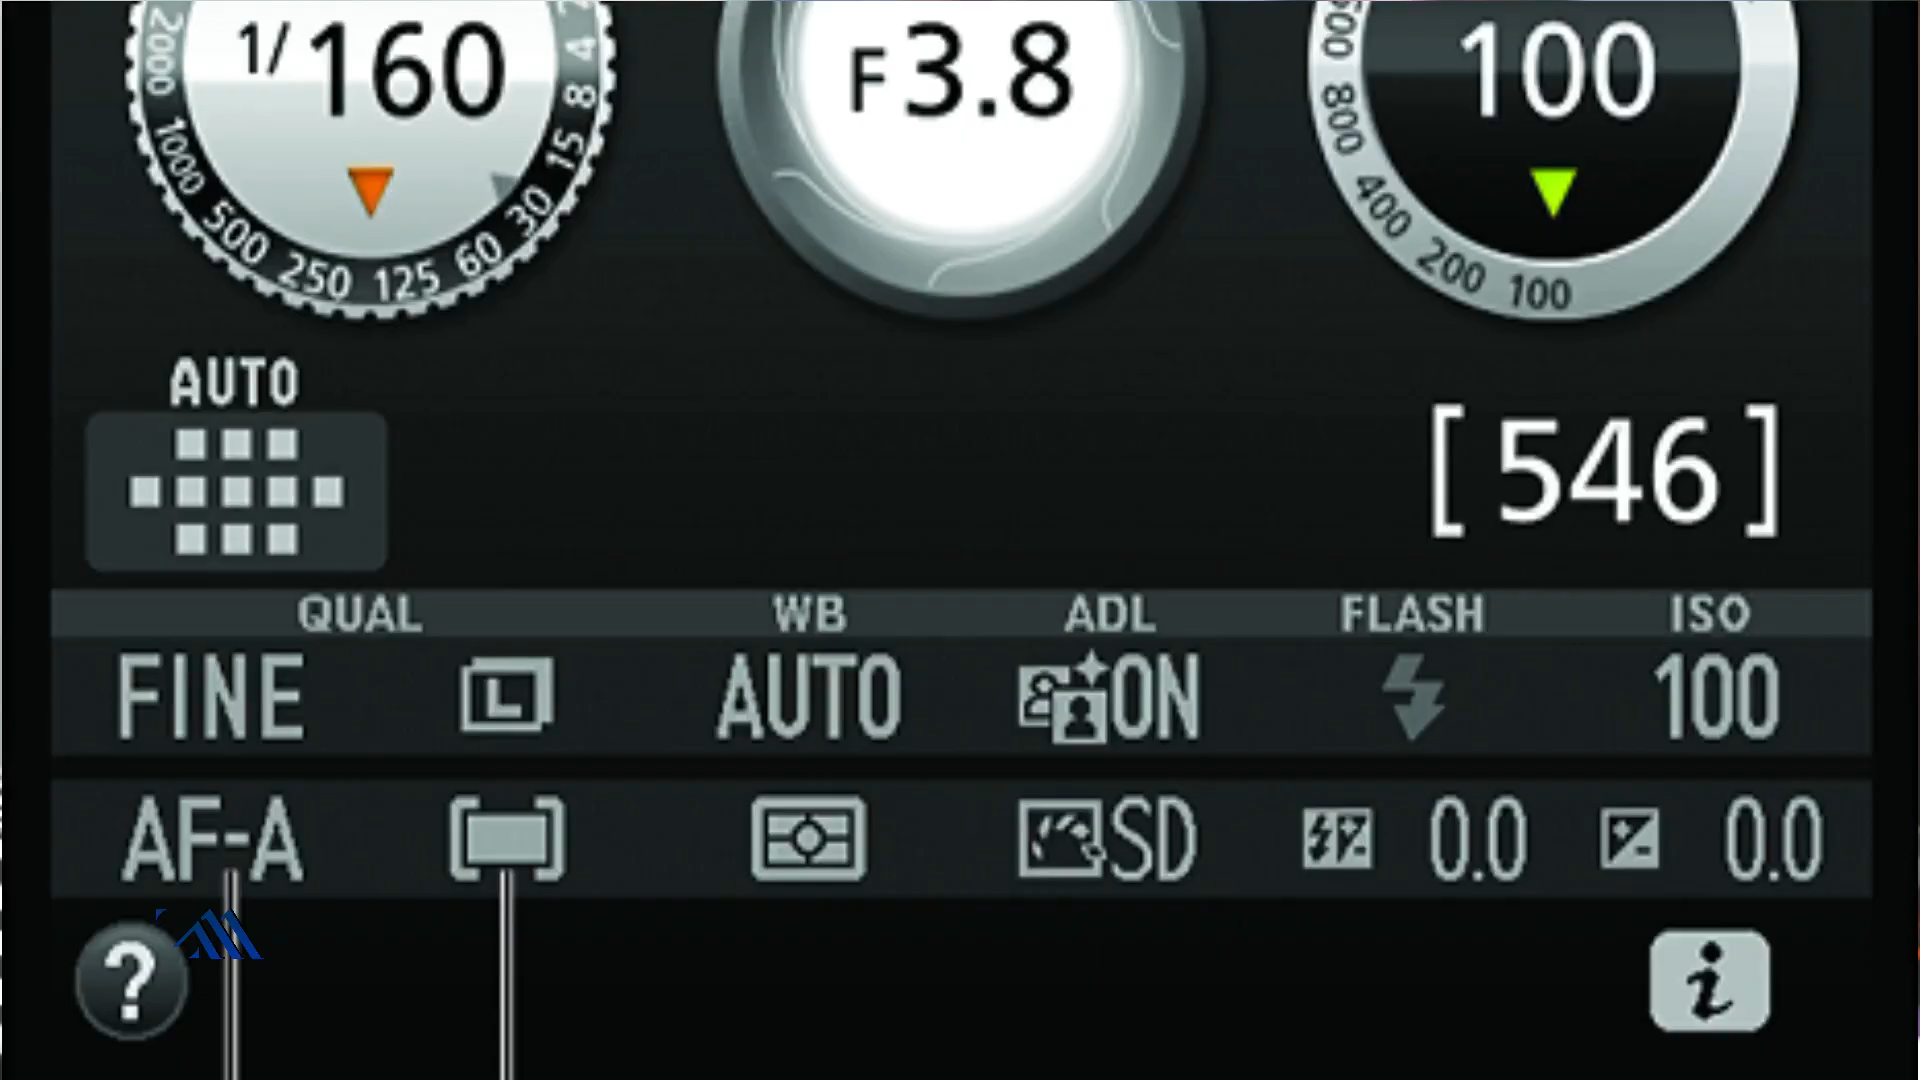 1/160
F3.8
100
2000 1000 500 250 125 60 30 15 8 4
800 400 200 100
AUTO
[546]
QUAL WB ADL FLASH ISO
FINE L AUTO ON 100
AF-A SD 0.0 0.0
? i